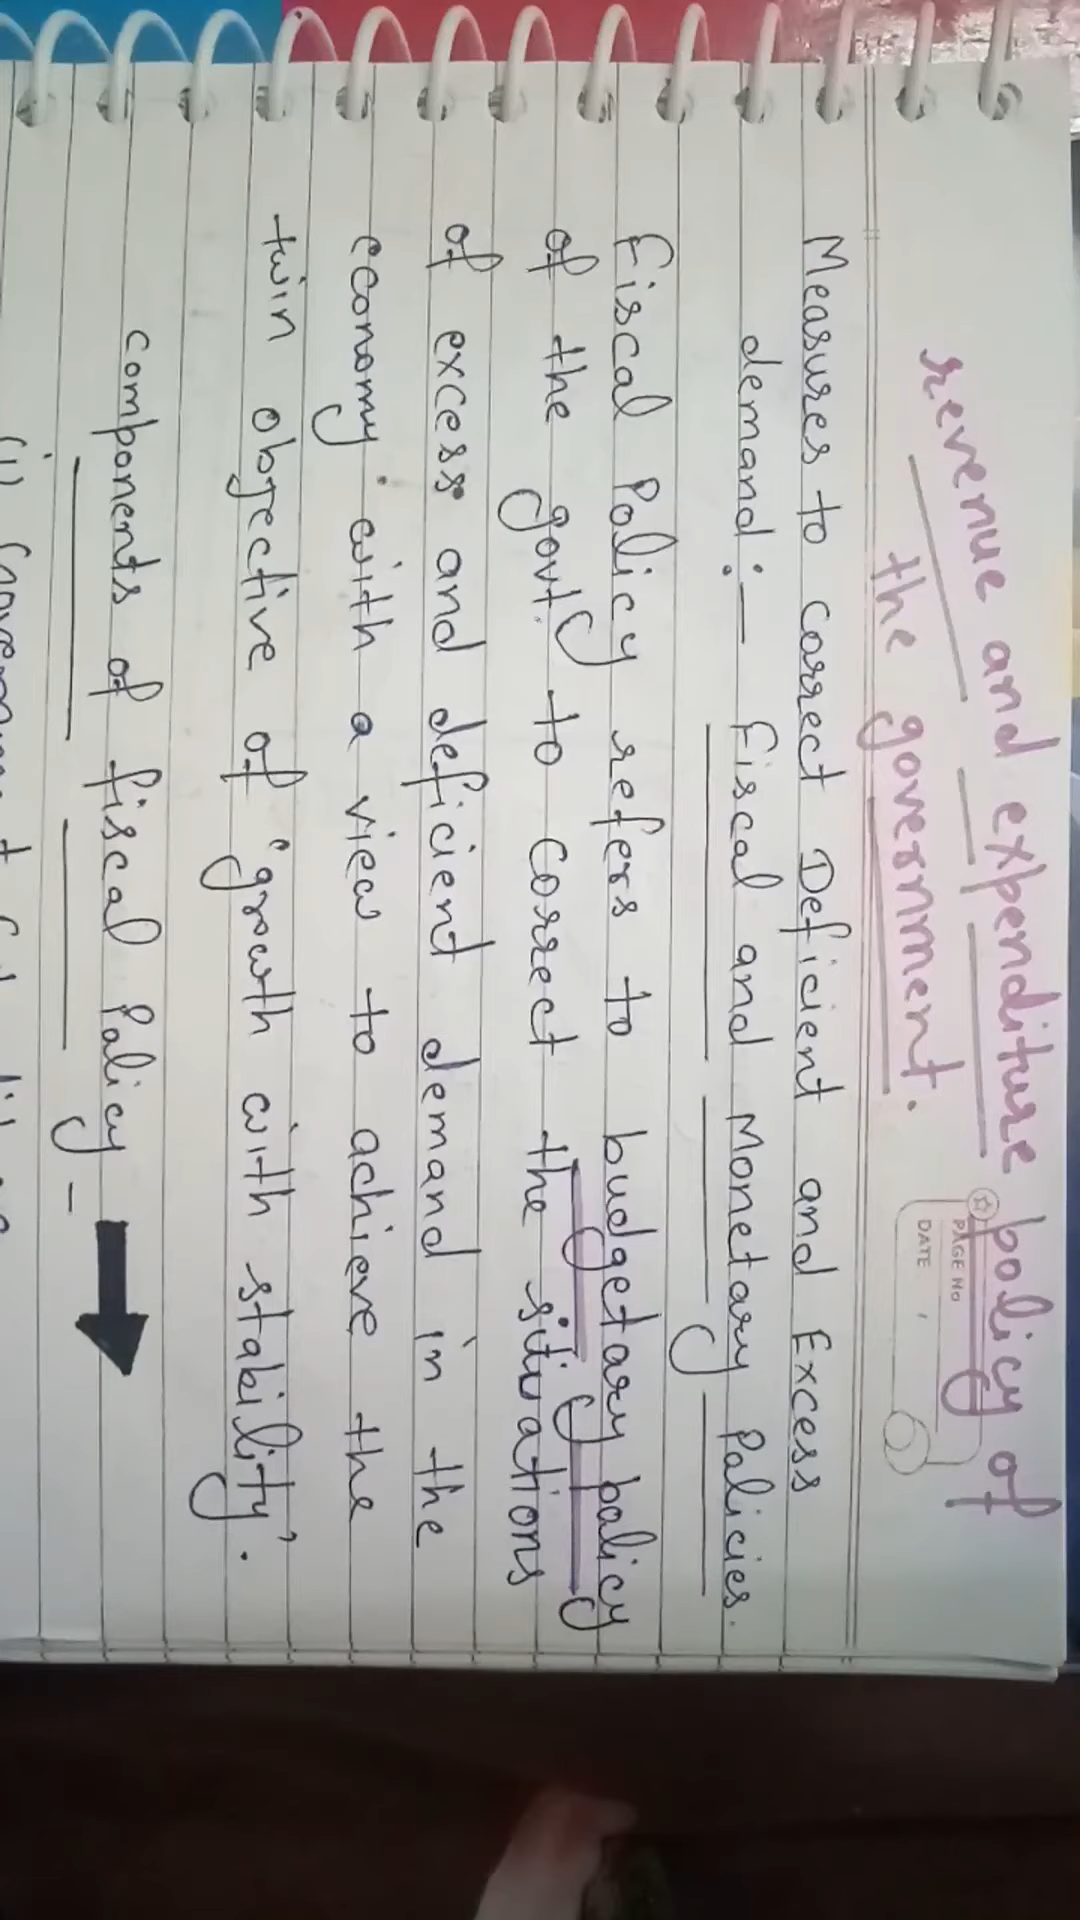 revenue and expenditure policy of
the government.
PAGE No
DATE
Measures to correct Deficient and Excess
demand :- Fiscal and Monetary Policies.
Fiscal Policy refers to budgetary policy
of the govt. to correct the situations
of excess and deficient demand in the
economy with a view to achieve the
twin objective of 'growth with stability'.
Components of fiscal Policy -
(i)